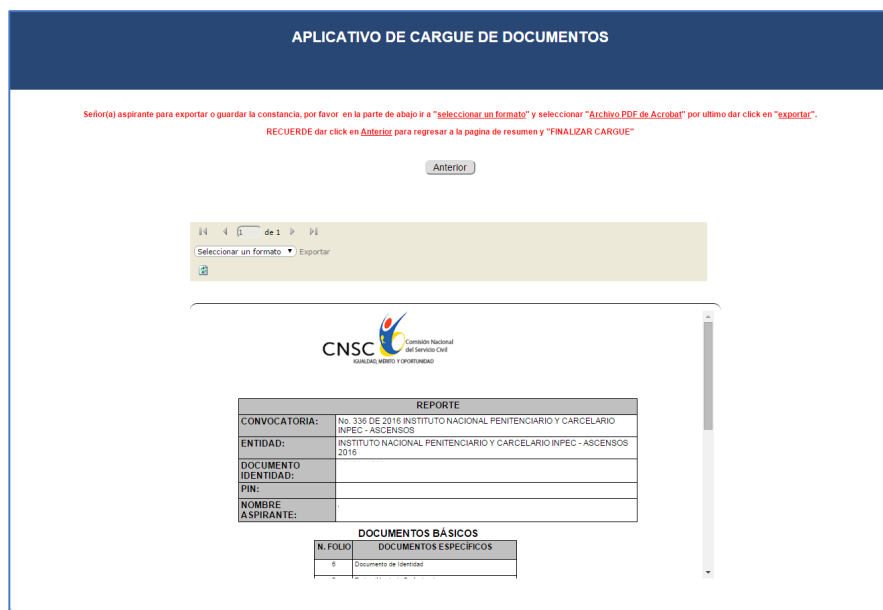 APLICATIVO DE CARGUE DE DOCUMENTOS
Señor(a) aspirante para exportar o guardar la constancia, por favor en la parte de abajo ir a "seleccionar un formato" y seleccionar "Archivo PDF de Acrobat" por ultimo dar click en "exportar".
RECUERDE dar click en Anterior para regresar a la pagina de resumen y "FINALIZAR CARGUE"
Anterior
1 de 1
Seleccionar un formato Exportar
CNSC Comisión Nacional
del Servicio Civil
IGUALDAD, MÉRITO Y OPORTUNIDAD
REPORTE
CONVOCATORIA: No. 336 DE 2016 INSTITUTO NACIONAL PENITENCIARIO Y CARCELARIO
INPEC - ASCENSOS
ENTIDAD: INSTITUTO NACIONAL PENITENCIARIO Y CARCELARIO INPEC - ASCENSOS
2016
DOCUMENTO
IDENTIDAD:
PIN:
NOMBRE
ASPIRANTE:
DOCUMENTOS BÁSICOS
N. FOLIO DOCUMENTOS ESPECÍFICOS
6 Documento de Identidad